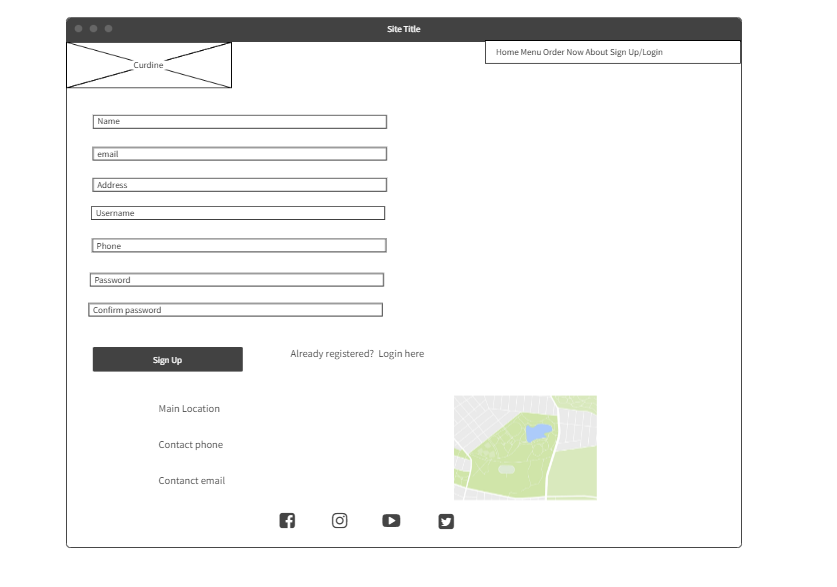 Site Title
Curdine
Home Menu Order Now About Sign Up/Login
Name
email
Address
Username
Phone
Password
Confirm password
Sign Up
Already registered? Login here
Main Location
Contact phone
Contanct email